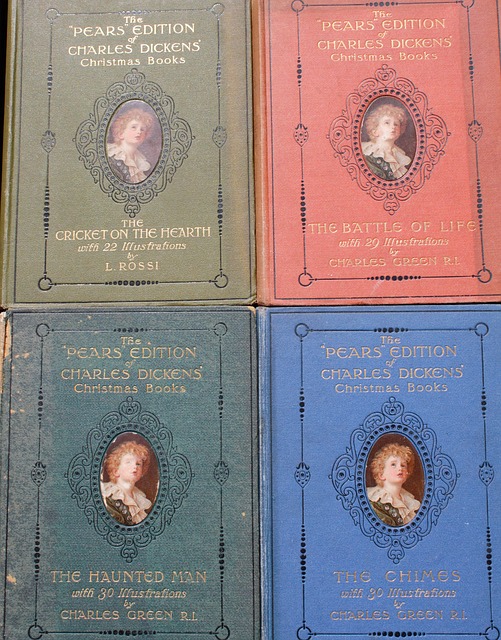 The
"PEARS" EDITION
of
CHARLES DICKENS'
Christmas Books
THE
CRICKET ON THE HEARTH
with 22 Illustrations
by
L. ROSSI
The
"PEARS" EDITION
of
CHARLES DICKENS'
Christmas Books
THE BATTLE OF LIFE
with 29 Illustrations
by
CHARLES GREEN R.I.
The
"PEARS" EDITION
of
CHARLES DICKENS'
Christmas Books
THE HAUNTED MAN
with 30 Illustrations
by
CHARLES GREEN R.I.
The
"PEARS" EDITION
of
CHARLES DICKENS'
Christmas Books
THE CHIMES
with 30 Illustrations
by
CHARLES GREEN R.I.